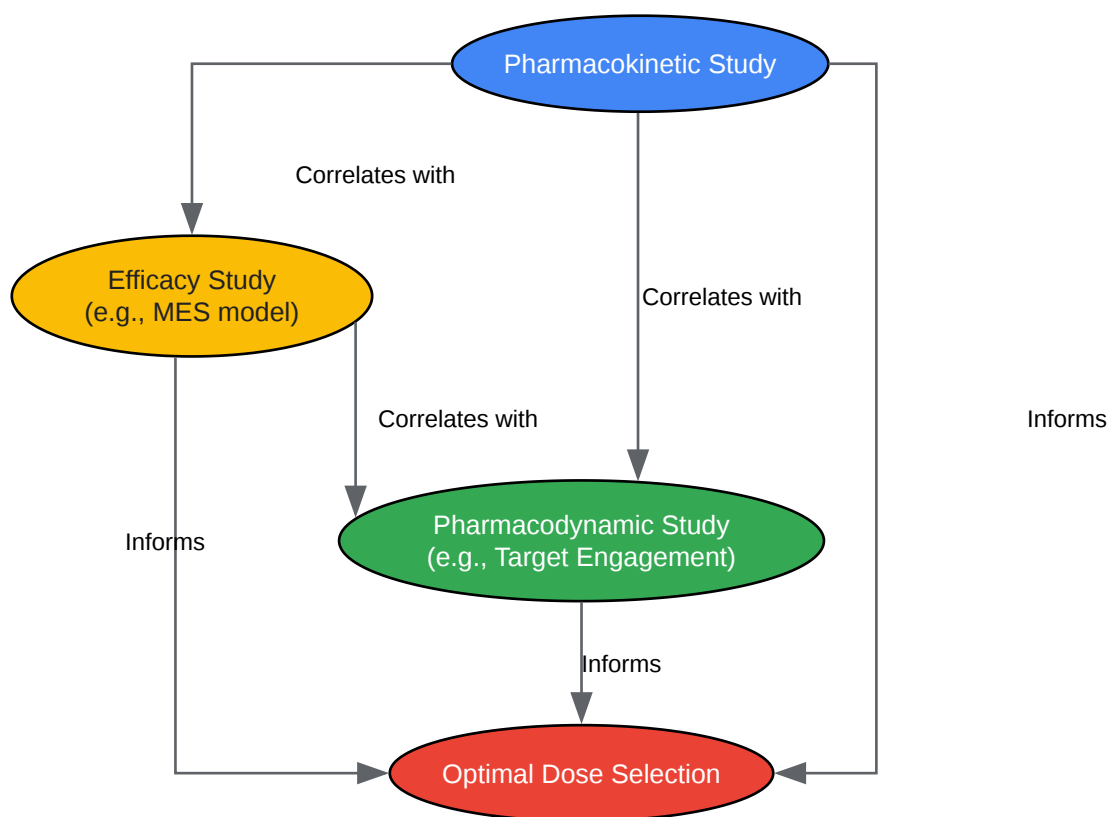 Pharmacokinetic Study
Correlates with
Efficacy Study
(e.g., MES model)
Correlates with
Correlates with
Informs
Pharmacodynamic Study
(e.g., Target Engagement)
Informs
Informs
Optimal Dose Selection